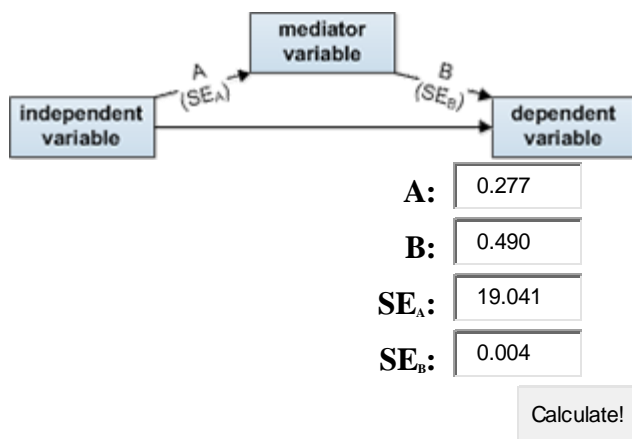 mediator
variable
A
(SEA)
B
(SEB)
independent
variable
dependent
variable
A: 0.277
B: 0.490
SEA: 19.041
SEB: 0.004
Calculate!